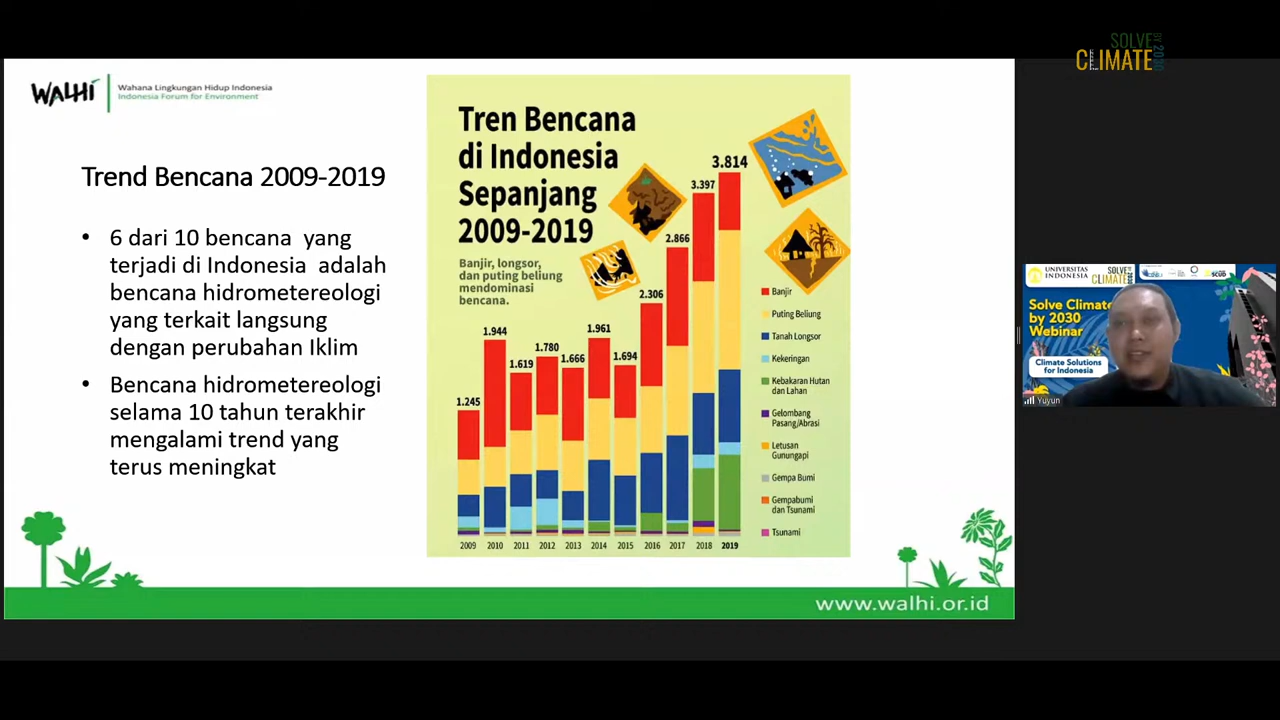 SOLVE
CLIMATE
BY 2030
WALHI
Wahana Lingkungan Hidup Indonesia
Indonesia Forum for Environment
Trend Bencana 2009-2019
• 6 dari 10 bencana yang
terjadi di Indonesia adalah
bencana hidrometereologi
yang terkait langsung
dengan perubahan Iklim
• Bencana hidrometereologi
selama 10 tahun terakhir
mengalami trend yang
terus meningkat
Tren Bencana
di Indonesia
Sepanjang
2009-2019
Banjir, longsor,
dan puting beliung
mendominasi
bencana.
1.245
1.944
1.619
1.780
1.666
1.961
1.694
2.306
2.866
3.397
3.814
Banjir
Puting Beliung
Tanah Longsor
Kekeringan
Kebakaran Hutan
dan Lahan
Gelombang
Pasang/Abrasi
Letusan
Gunungapi
Gempa Bumi
Gempabumi
dan Tsunami
Tsunami
2009 2010 2011 2012 2013 2014 2015 2016 2017 2018 2019
www.walhi.or.id
UNIVERSITAS
INDONESIA
SOLVE
CLIMATE
Solve Climate
by 2030
Webinar
Climate Solutions
for Indonesia
Yuyun